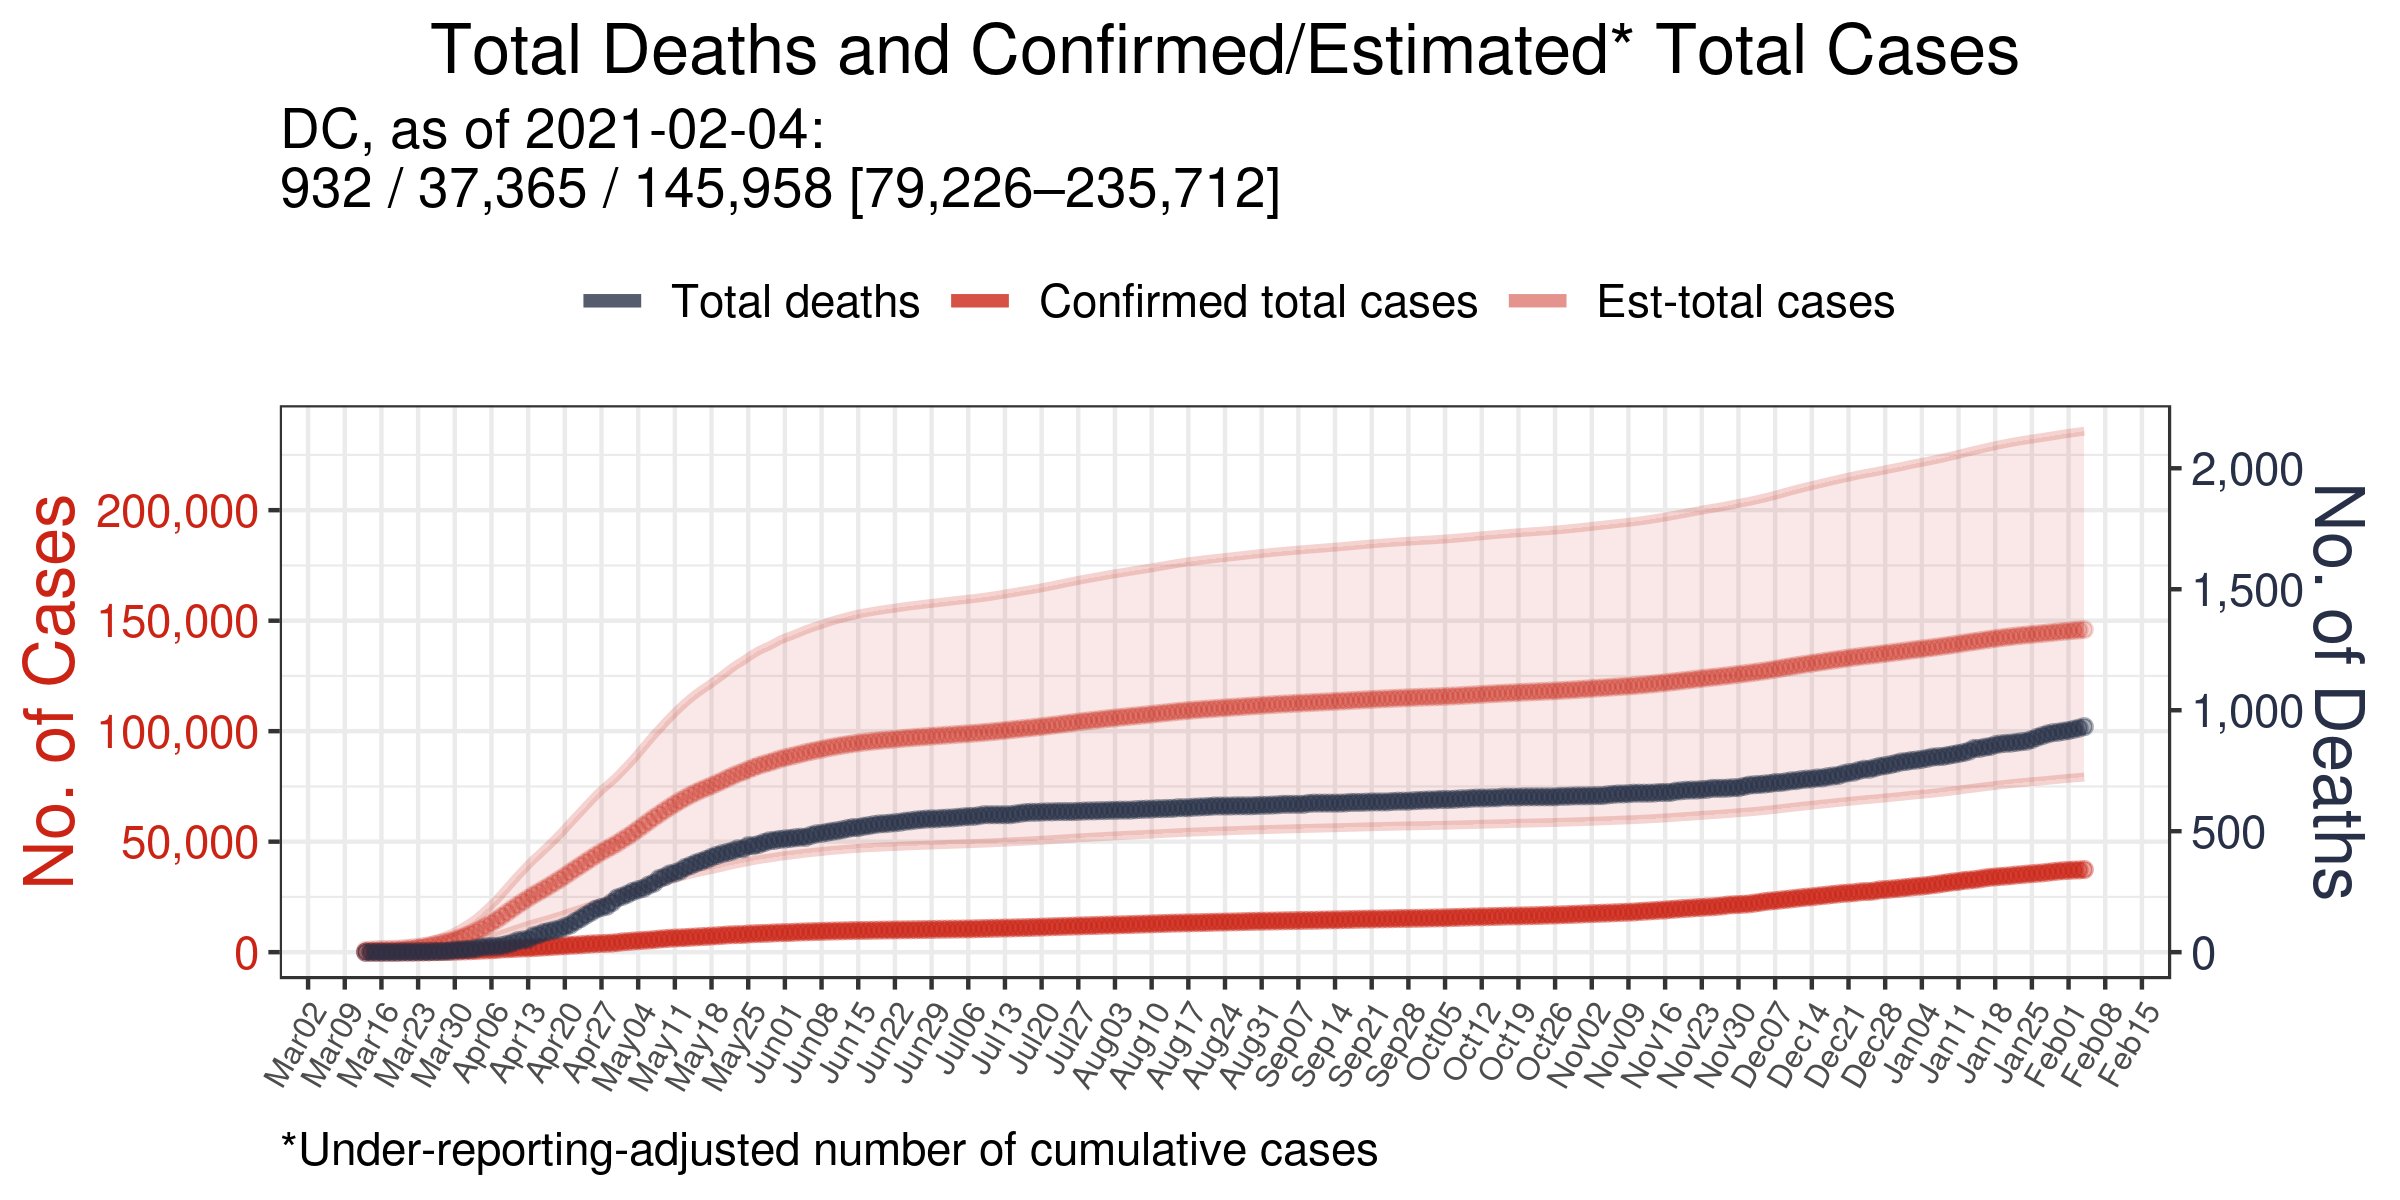 Total Deaths and Confirmed/Estimated* Total Cases
DC, as of 2021-02-04:
932 / 37,365 / 145,958 [79,226–235,712]
Total deaths
Confirmed total cases
Est-total cases
No. of Cases
200,000
150,000
100,000
50,000
0
2,000
1,500
1,000
500
0
No. of Deaths
Mar02
Mar09
Mar16
Mar23
Mar30
Apr06
Apr13
Apr20
Apr27
May04
May11
May18
May25
Jun01
Jun08
Jun15
Jun22
Jun29
Jul06
Jul13
Jul20
Jul27
Aug03
Aug10
Aug17
Aug24
Aug31
Sep07
Sep14
Sep21
Sep28
Oct05
Oct12
Oct19
Oct26
Nov02
Nov09
Nov16
Nov23
Nov30
Dec07
Dec14
Dec21
Dec28
Jan04
Jan11
Jan18
Jan25
Feb01
Feb08
Feb15
*Under-reporting-adjusted number of cumulative cases